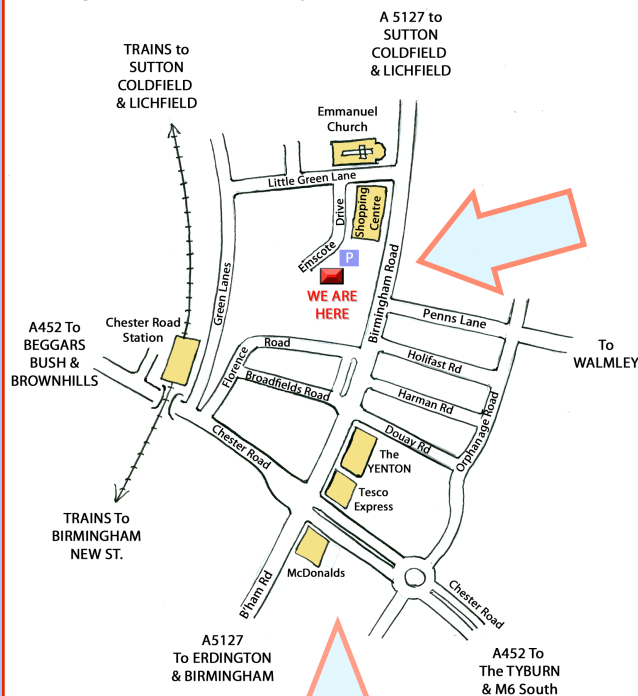 A 5127 to
SUTTON
COLDFIELD
& LICHFIELD
TRAINS to
SUTTON
COLDFIELD
& LICHFIELD
Emmanuel
Church
Little Green Lane
Drive
Shopping
Centre
Emscote
P
WE ARE
HERE
Birmingham Road
Green Lanes
Penns Lane
A452 To
BEGGARS
BUSH &
BROWNHILLS
Chester Road
Station
To
WALMLEY
Road
Florence
Holifast Rd
Broadfields Road
Harman Rd
Orphanage Road
Douay Rd
Chester Road
The
YENTON
Tesco
Express
TRAINS To
BIRMINGHAM
NEW ST.
McDonalds
B'ham Rd
Chester Road
A5127
To ERDINGTON
& BIRMINGHAM
A452 To
The TYBURN
& M6 South